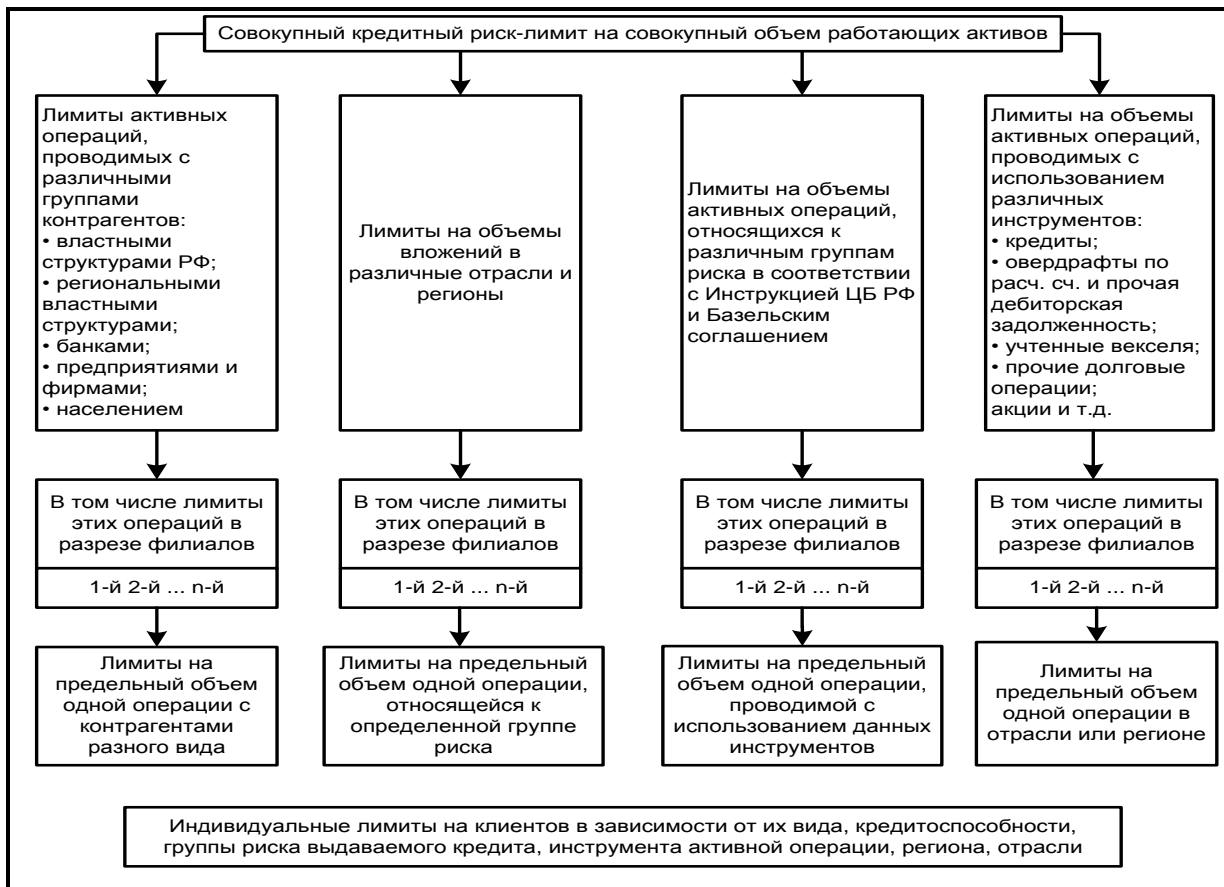 Совокупный кредитный риск-лимит на совокупный объем работающих активов
Лимиты активных
операций,
проводимых с
различными
группами
контрагентов:
• властными
структурами РФ;
• региональными
властными
структурами;
• банками;
• предприятиями и
фирмами;
• населением
Лимиты на объемы
вложений в
различные отрасли и
регионы
Лимиты на объемы
активных операций,
относящихся к
различным группам
риска в соответствии
с Инструкцией ЦБ РФ
и Базельским
соглашением
Лимиты на объемы
активных операций,
проводимых с
использованием
различных
инструментов:
• кредиты;
• овердрафты по
расч. сч. и прочая
дебиторская
задолженность;
• учтенные векселя;
• прочие долговые
операции;
акции и т.д.
В том числе лимиты
этих операций в
разрезе филиалов
1-й 2-й ... n-й
В том числе лимиты
этих операций в
разрезе филиалов
1-й 2-й ... n-й
В том числе лимиты
этих операций в
разрезе филиалов
1-й 2-й ... n-й
В том числе лимиты
этих операций в
разрезе филиалов
1-й 2-й ... n-й
Лимиты на
предельный объем
одной операции с
контрагентами
разного вида
Лимиты на предельный
объем одной операции,
относящейся к
определенной группе
риска
Лимиты на предельный
объем одной операции,
проводимой с
использованием данных
инструментов
Лимиты на
предельный объем
одной операции в
отрасли или регионе
Индивидуальные лимиты на клиентов в зависимости от их вида, кредитоспособности,
группы риска выдаваемого кредита, инструмента активной операции, региона, отрасли